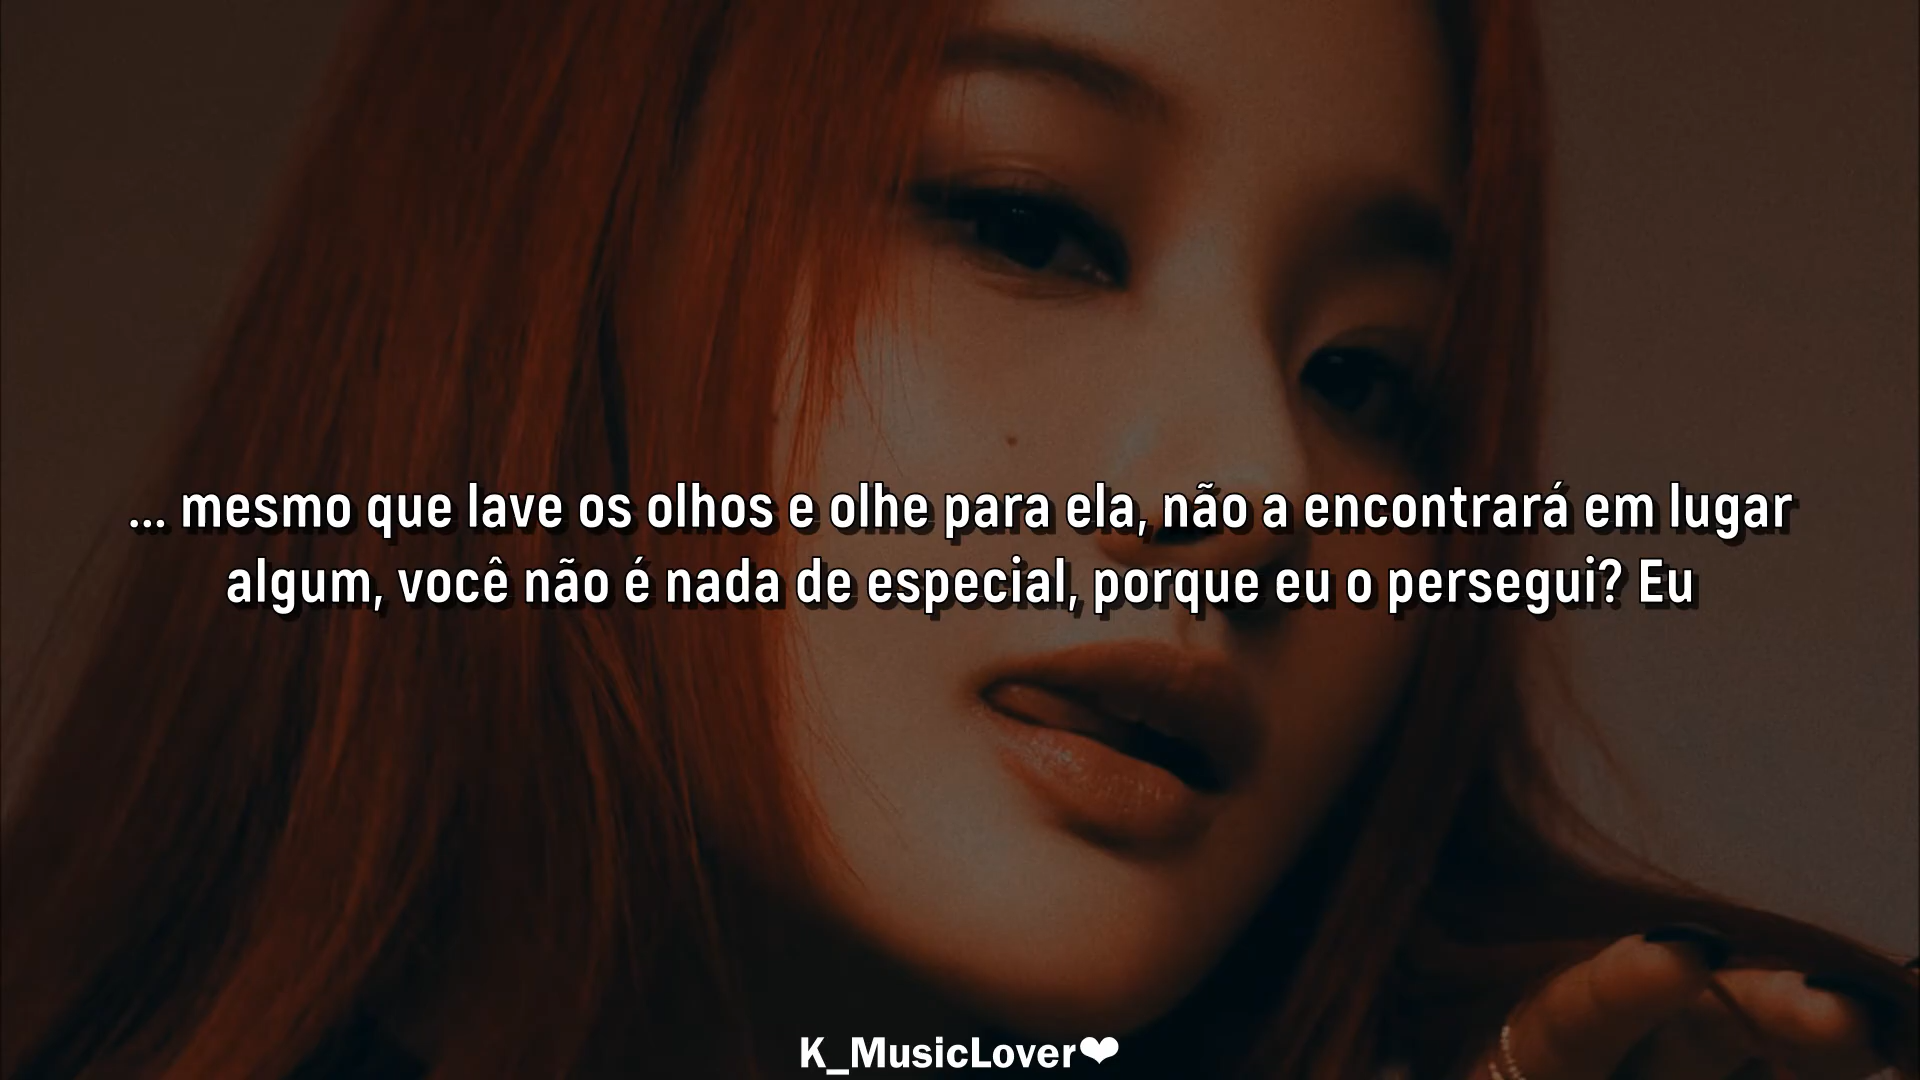 ... mesmo que lave os olhos e olhe para ela, não a encontrará em lugar
algum, você não é nada de especial, porque eu o persegui? Eu
K_MusicLover❤